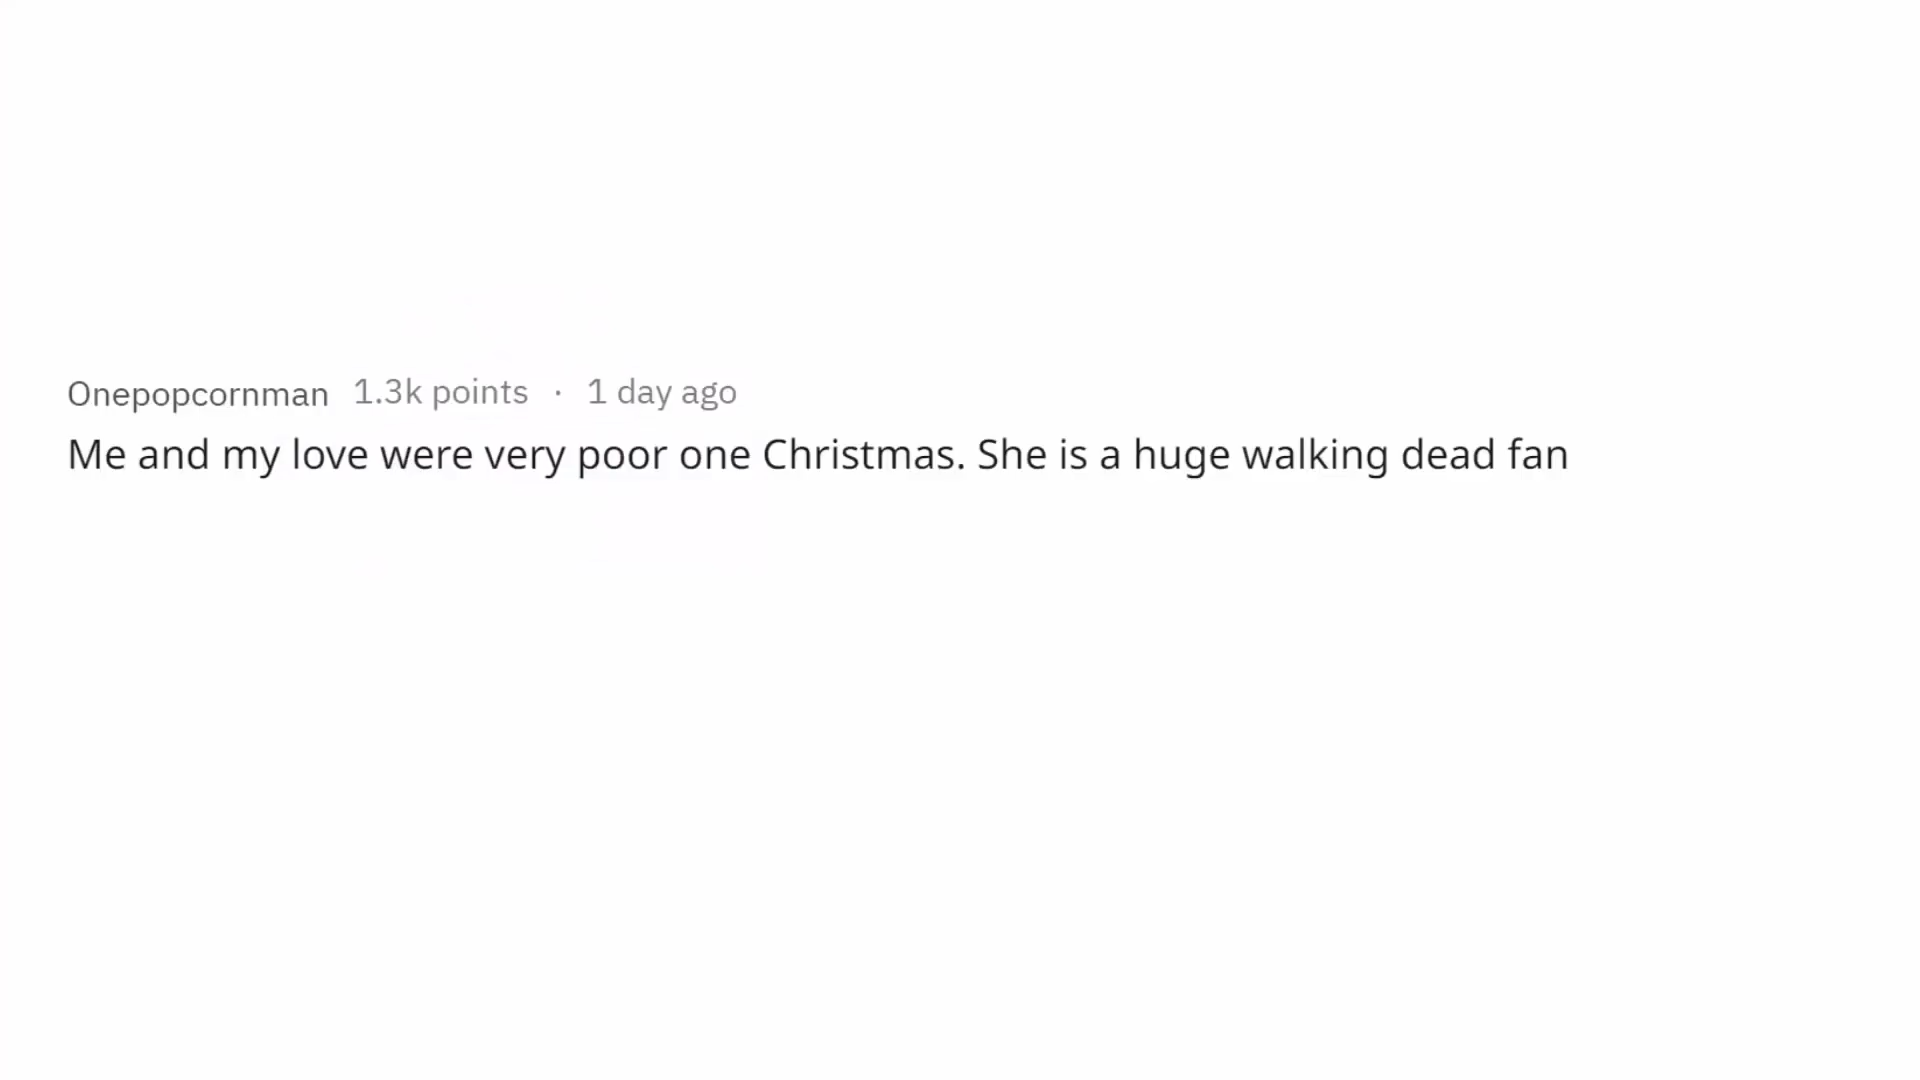 Onepopcornman 1.3k points · 1 day ago
Me and my love were very poor one Christmas. She is a huge walking dead fan